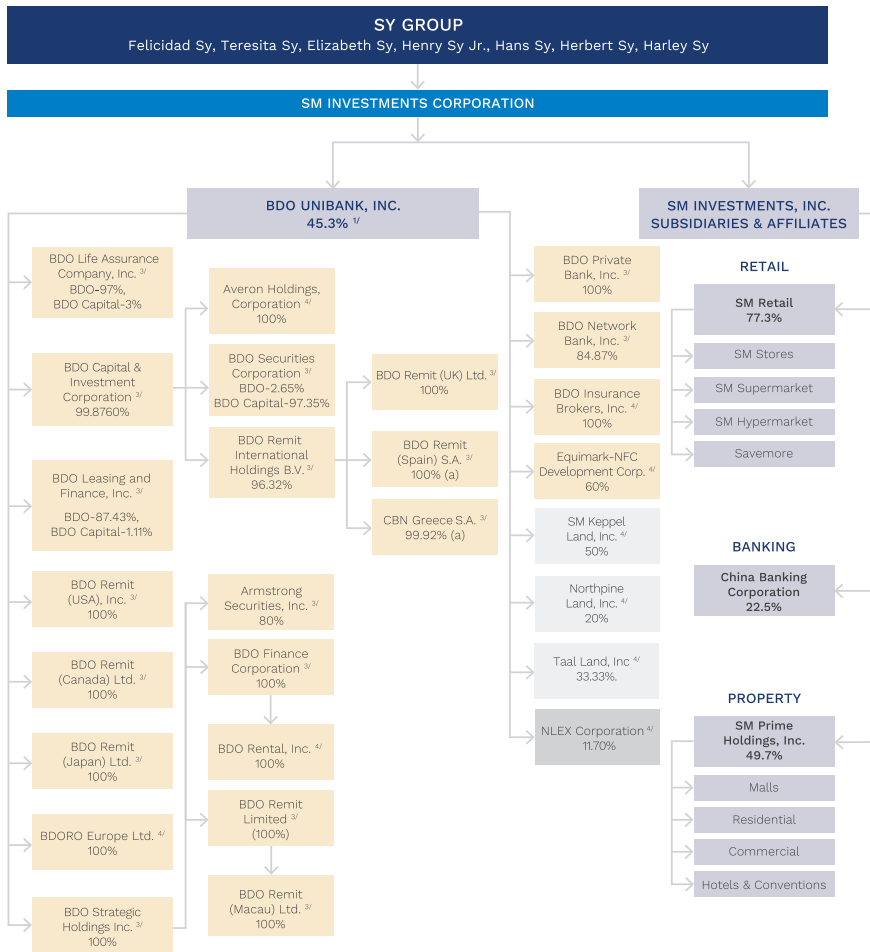 SY GROUP
Felicidad Sy, Teresita Sy, Elizabeth Sy, Henry Sy Jr., Hans Sy, Herbert Sy, Harley Sy
SM INVESTMENTS CORPORATION
BDO UNIBANK, INC.
45.3% 1/
BDO Life Assurance
Company, Inc. 3/
BDO-97%,
BDO Capital-3%
BDO Capital &
Investment
Corporation 3/
99.8760%
BDO Leasing and
Finance, Inc. 3/
BDO-87.43%,
BDO Capital-1.11%
BDO Remit
(USA), Inc. 3/
100%
BDO Remit
(Canada) Ltd. 3/
100%
BDO Remit
(Japan) Ltd. 3/
100%
BDORO Europe Ltd. 4/
100%
BDO Strategic
Holdings Inc. 3/
100%
Averon Holdings,
Corporation 4/
100%
BDO Securities
Corporation 3/
BDO-2.65%
BDO Capital-97.35%
BDO Remit
International
Holdings B.V. 3/
96.32%
Armstrong
Securities, Inc. 3/
80%
BDO Finance
Corporation 3/
100%
BDO Rental, Inc. 4/
100%
BDO Remit
Limited 3/
(100%)
BDO Remit
(Macau) Ltd. 3/
100%
BDO Remit (UK) Ltd. 3/
100%
BDO Remit
(Spain) S.A. 3/
100% (a)
CBN Greece S.A. 3/
99.92% (a)
BDO Private
Bank, Inc. 3/
100%
BDO Network
Bank, Inc. 3/
84.87%
BDO Insurance
Brokers, Inc. 4/
100%
Equimark-NFC
Development Corp. 4/
60%
SM Keppel
Land, Inc. 4/
50%
Northpine
Land, Inc. 4/
20%
Taal Land, Inc 4/
33.33%.
NLEX Corporation 4/
11.70%
SM INVESTMENTS, INC.
SUBSIDIARIES & AFFILIATES
RETAIL
SM Retail
77.3%
SM Stores
SM Supermarket
SM Hypermarket
Savemore
BANKING
China Banking
Corporation
22.5%
PROPERTY
SM Prime
Holdings, Inc.
49.7%
Malls
Residential
Commercial
Hotels & Conventions